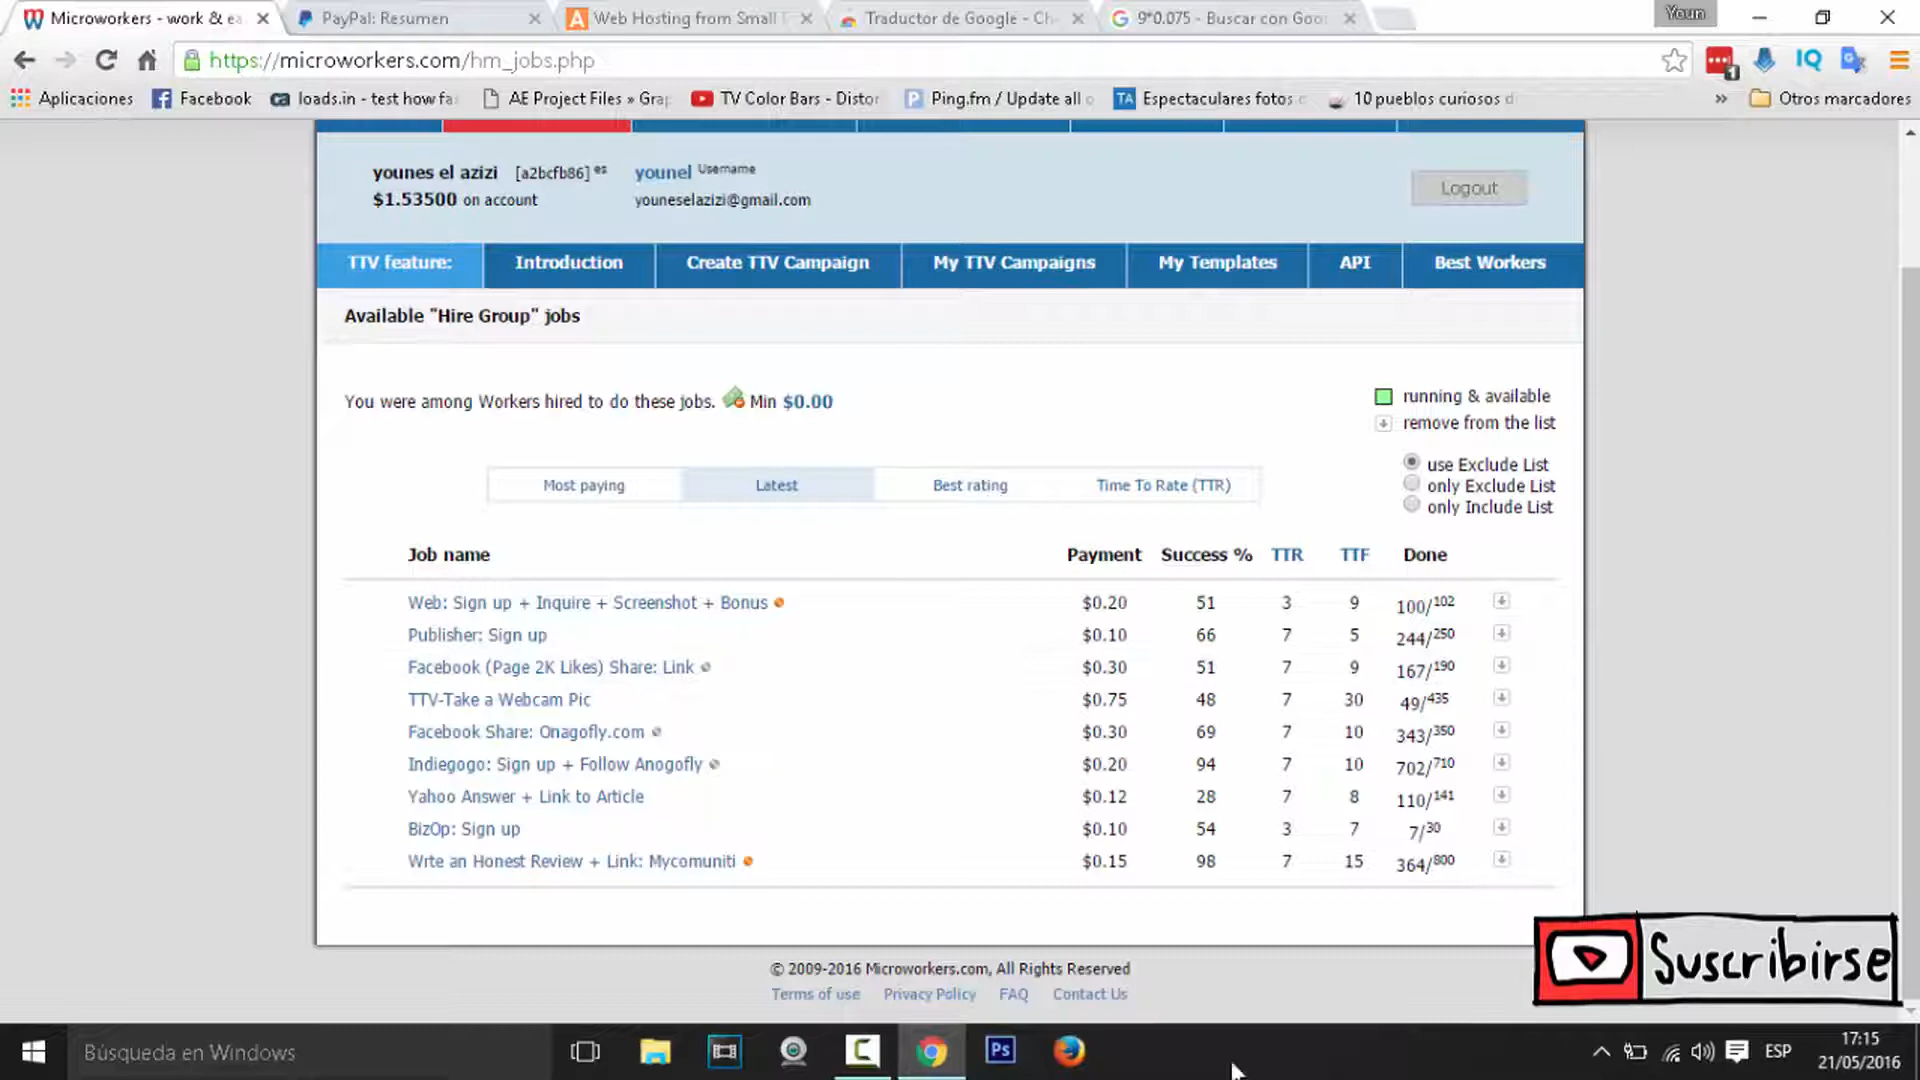 Microworkers - work & ea
PayPal: Resumen
Web Hosting from Small
Traductor de Google - Ch
9*0.075 - Buscar con Goo
Youn
https://microworkers.com/hm_jobs.php
1
IQ
Aplicaciones
Facebook
ca loads.in - test how fa
AE Project Files » Gra
TV Color Bars - Distor
Ping.fm / Update all o
TA Espectaculares fotos
10 pueblos curiosos d
»
Otros marcadores
younes el azizi [a2bcfb86] es
younel Username
$1.53500 on account
youneselazizi@gmail.com
Logout
TTV feature:
Introduction
Create TTV Campaign
My TTV Campaigns
My Templates
API
Best Workers
Available "Hire Group" jobs
You were among Workers hired to do these jobs. Min $0.00
running & available
remove from the list
use Exclude List
only Exclude List
only Include List
Most paying
Latest
Best rating
Time To Rate (TTR)
Job name Payment Success % TTR TTF Done
Web: Sign up + Inquire + Screenshot + Bonus $0.20 51 3 9 100/102
Publisher: Sign up $0.10 66 7 5 244/250
Facebook (Page 2K Likes) Share: Link $0.30 51 7 9 167/190
TTV-Take a Webcam Pic $0.75 48 7 30 49/435
Facebook Share: Onagofly.com $0.30 69 7 10 343/350
Indiegogo: Sign up + Follow Anogofly $0.20 94 7 10 702/710
Yahoo Answer + Link to Article $0.12 28 7 8 110/141
BizOp: Sign up $0.10 54 3 7 7/30
Wrte an Honest Review + Link: Mycomuniti $0.15 98 7 15 364/800
Suscribirse
© 2009-2016 Microworkers.com, All Rights Reserved
Terms of use
Privacy Policy
FAQ
Contact Us
Búsqueda en Windows
Ps
ESP
17:15
21/05/2016